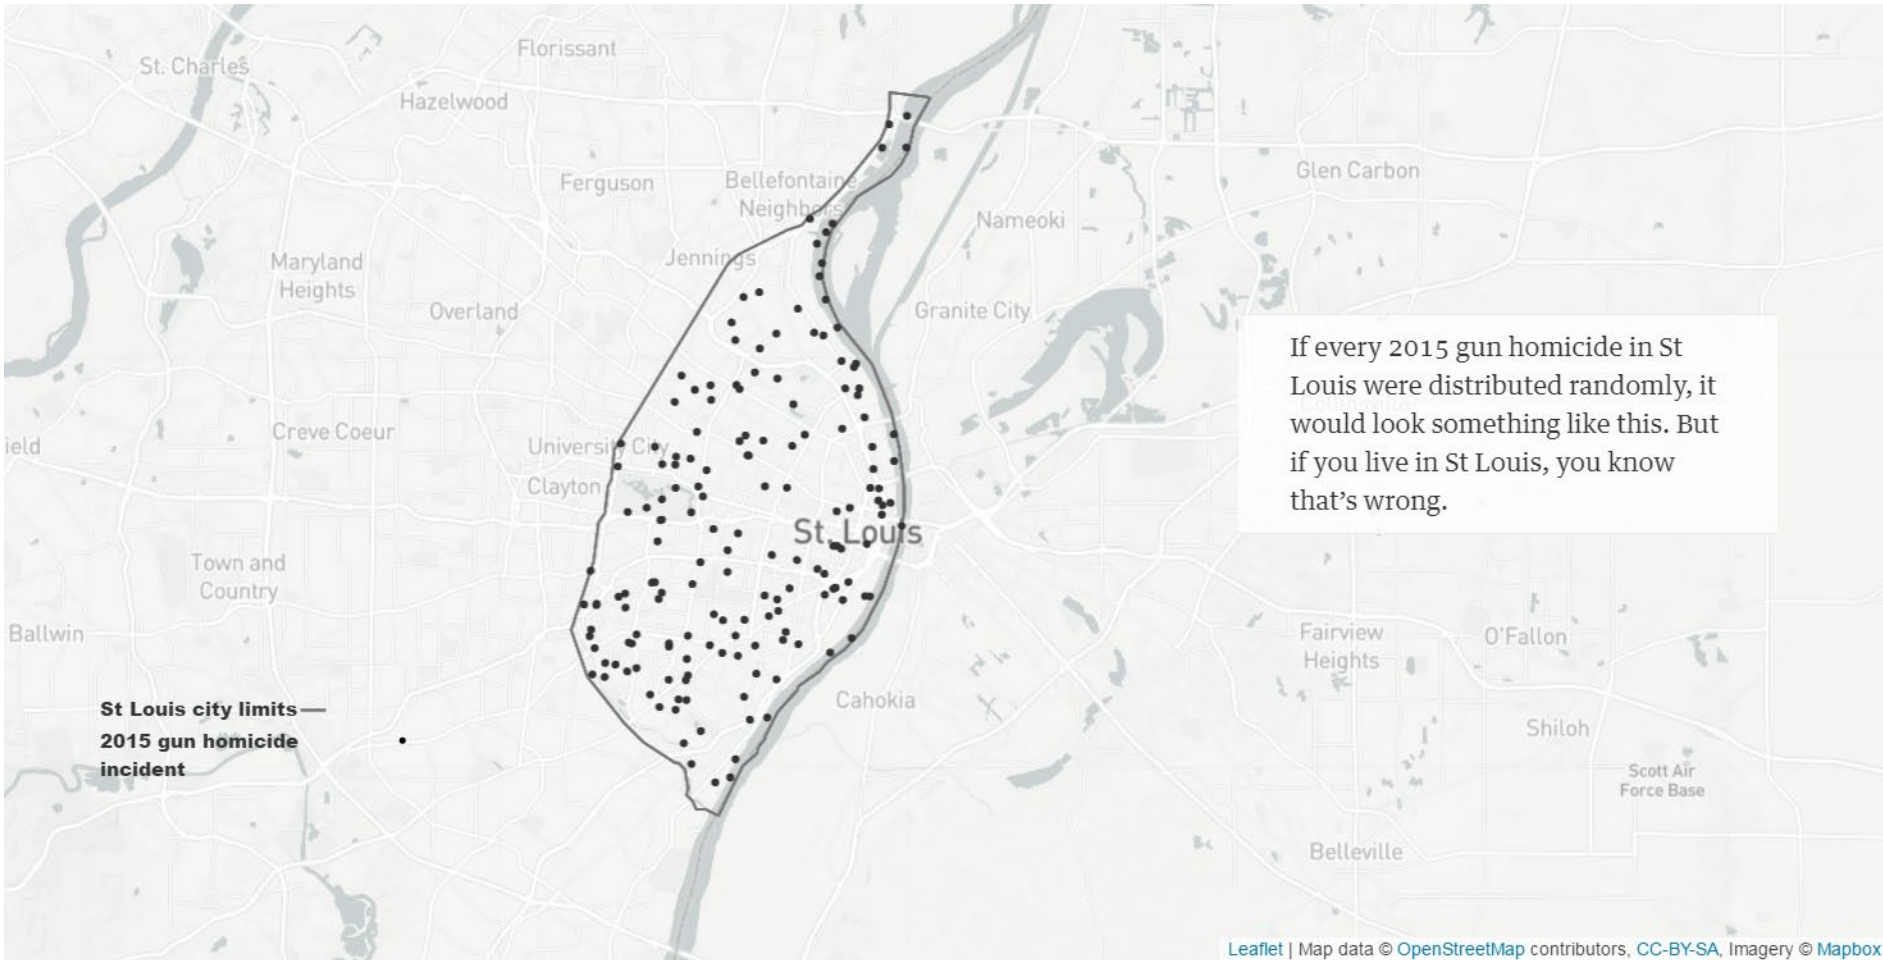 Florissant
St. Charles
Hazelwood
Glen Carbon
Ferguson
Bellefontaine
Neighbors
Nameoki
Jennings
Maryland
Heights
Overland
Granite City
If every 2015 gun homicide in St
Louis were distributed randomly, it
would look something like this. But
if you live in St Louis, you know
that's wrong.
Creve Coeur
ield
University City
Clayton
St. Louis
Town and
Country
Ballwin
Fairview
Heights
O'Fallon
Cahokia
St Louis city limits
2015 gun homicide
incident
Shiloh
Scott Air
Force Base
Belleville
Leaflet | Map data © OpenStreetMap contributors, CC-BY-SA, Imagery © Mapbox